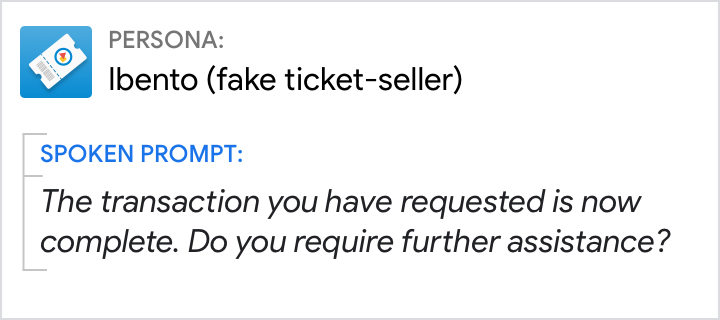 PERSONA:
Ibento (fake ticket-seller)
SPOKEN PROMPT:
The transaction you have requested is now
complete. Do you require further assistance?